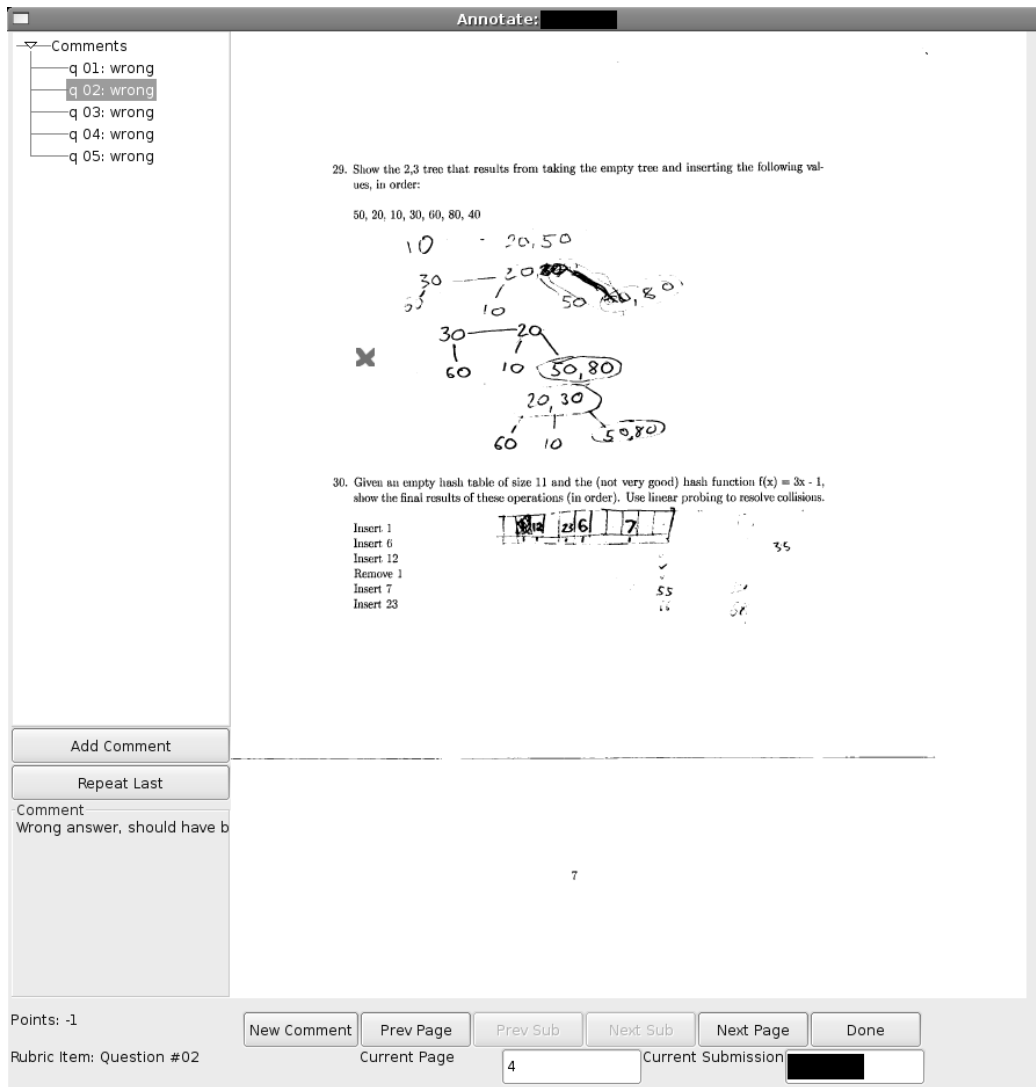 Annotate:
Comments
q 01: wrong
q 02: wrong
q 03: wrong
q 04: wrong
q 05: wrong
29. Show the 2,3 tree that results from taking the empty tree and inserting the following val-
ues, in order:
50, 20, 10, 30, 60, 80, 40
10 - 20,50
30 20,
10 50 ,80
30 20
60 10 50,80
20,30
60 10 50,80
30. Given an empty hash table of size 11 and the (not very good) hash function f(x) = 3x - 1,
show the final results of these operations (in order). Use linear probing to resolve collisions.
Insert 1
Insert 6
Insert 12
Remove 1
Insert 7
Insert 23
12 23 6 7
35
55
7
Add Comment
Repeat Last
Comment
Wrong answer, should have b
Points: -1
Rubric Item: Question #02
New Comment
Prev Page
Prev Sub
Next Sub
Next Page
Done
Current Page
4
Current Submission